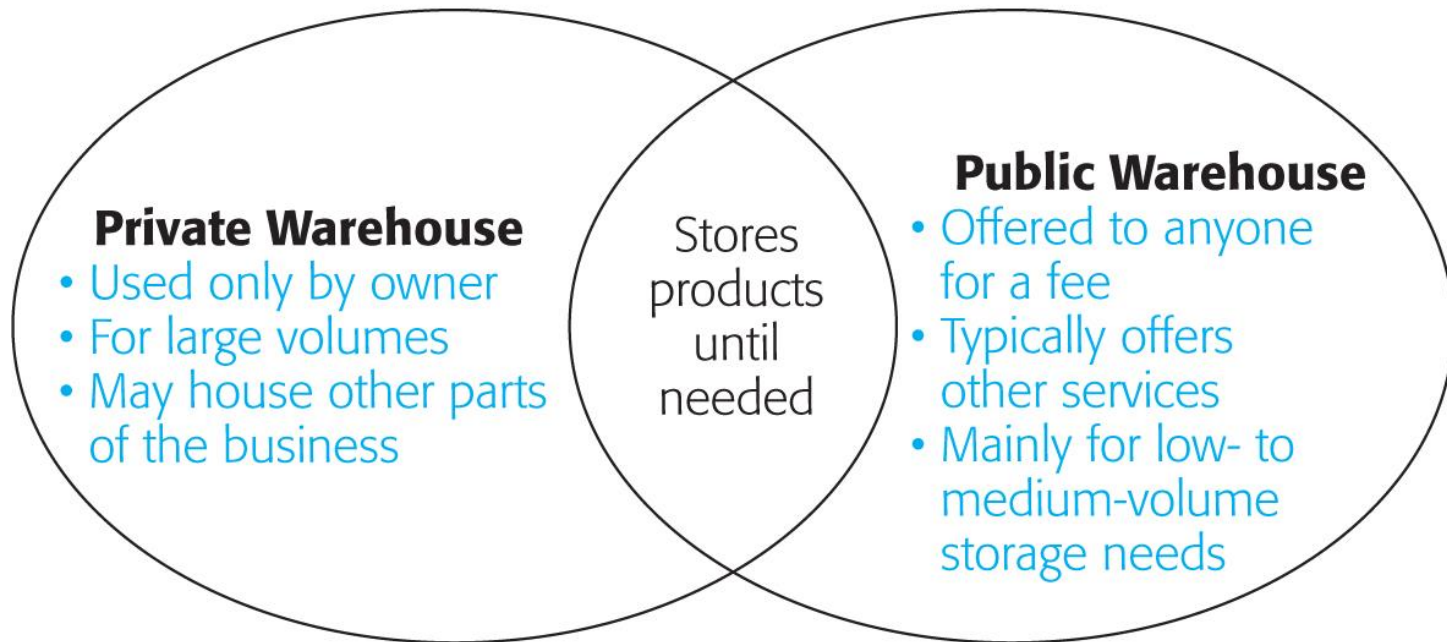 Private Warehouse
• Used only by owner
• For large volumes
• May house other parts
of the business
Stores
products
until
needed
Public Warehouse
• Offered to anyone
for a fee
• Typically offers
other services
• Mainly for low- to
medium-volume
storage needs